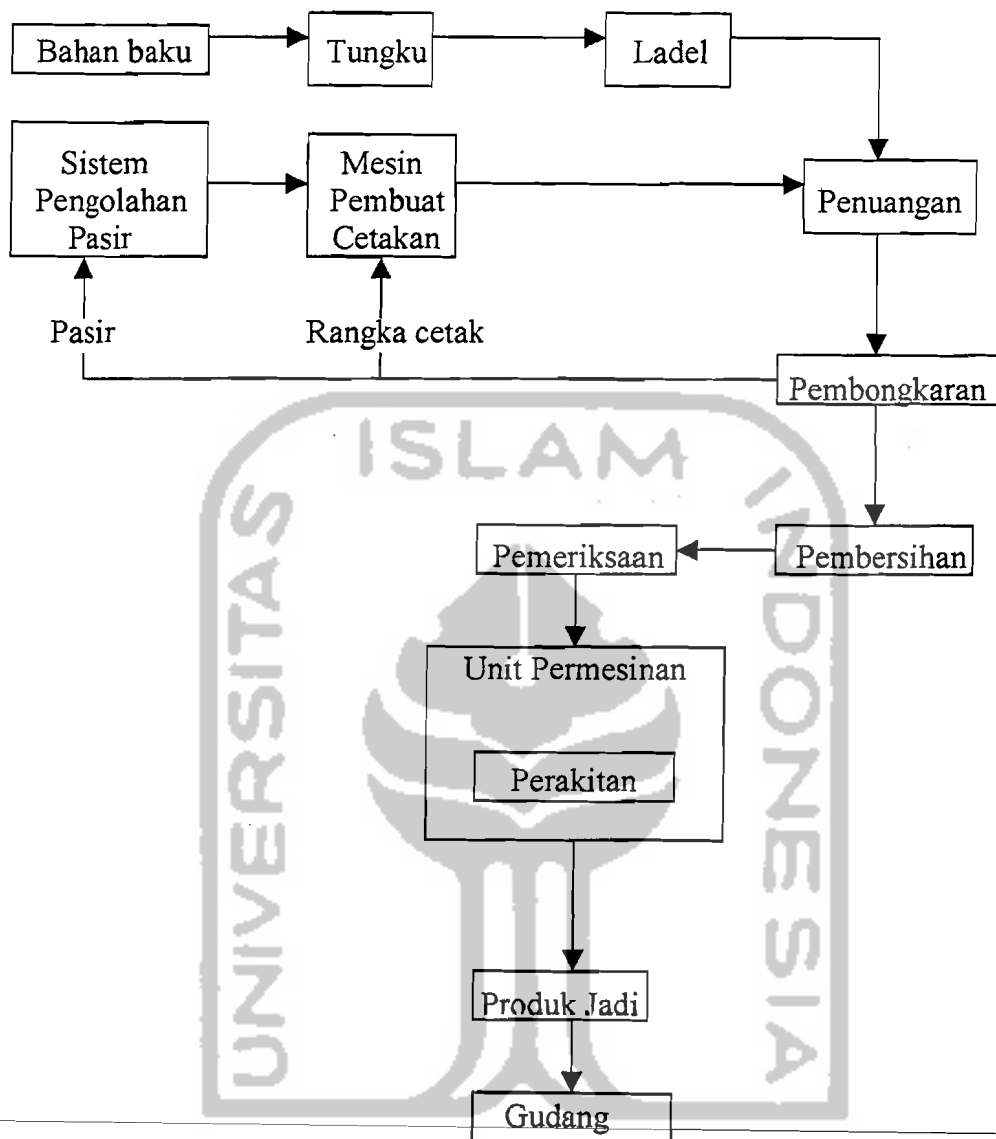 Bahan baku
Tungku
Ladel
Sistem
Pengolahan
Pasir
Mesin
Pembuat
Cetakan
Penuangan
Pasir
Rangka cetak
Pembongkaran
Pemeriksaan
Pembersihan
Unit Permesinan
Perakitan
Produk Jadi
Gudang
UNIVERSITAS
ISLAM
INDONESIA